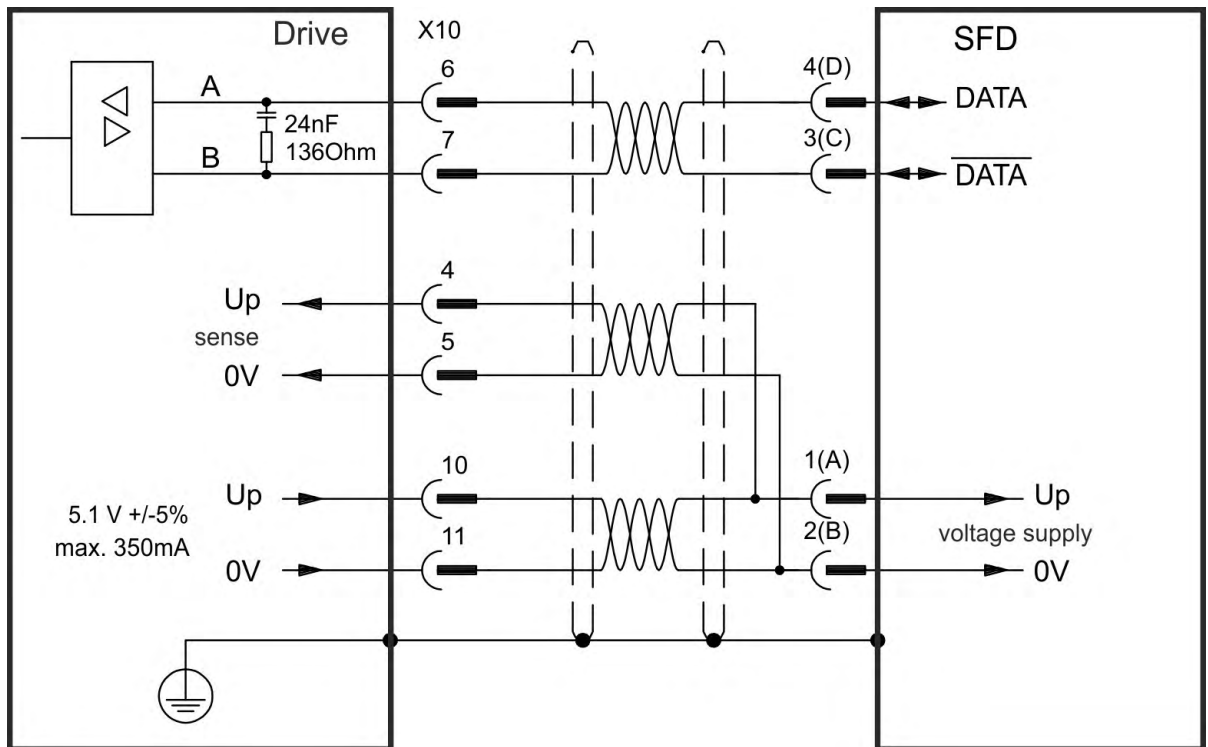 Drive
X10
SFD
6
4(D)
A
DATA
24nF
7
3(C)
136Ohm
B
DATA
4
Up
sense
5
0V
10
1(A)
Up
Up
5.1 V +/-5%
11
2(B)
voltage supply
max. 350mA
0V
0V